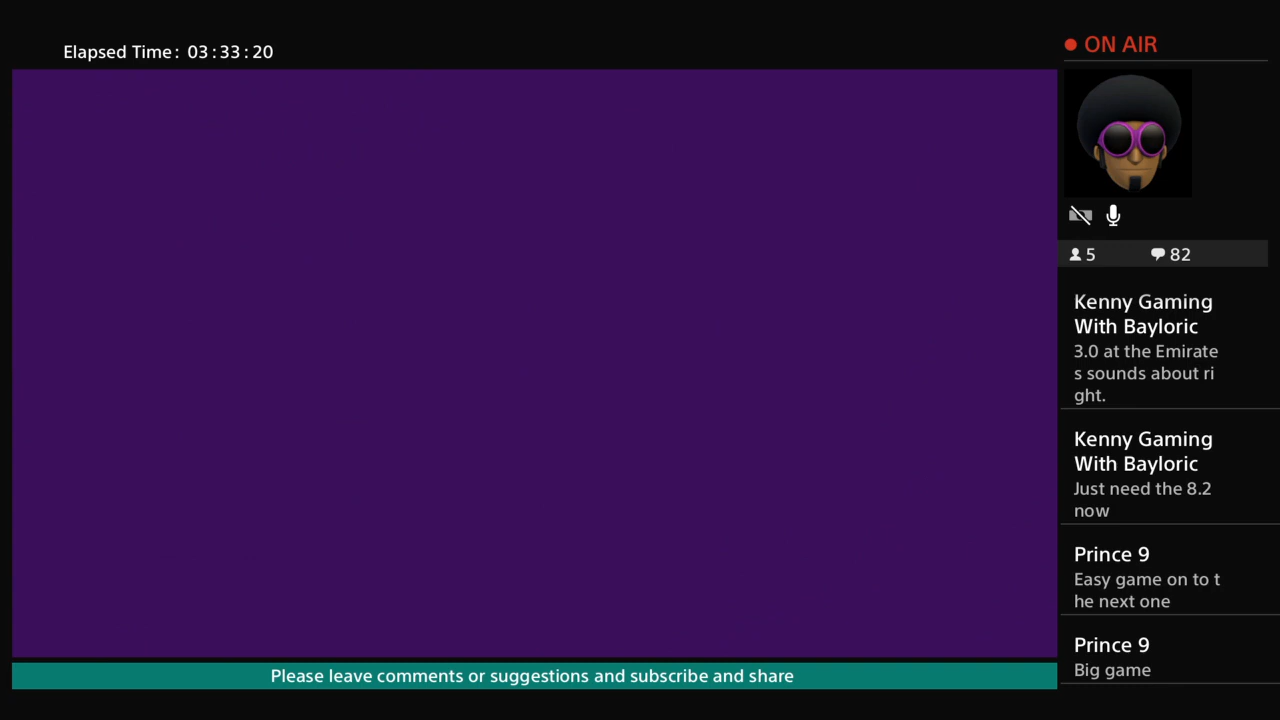 Elapsed Time: 03:33:20
ON AIR
5 82
Kenny Gaming
With Bayloric
3.0 at the Emirate
s sounds about ri
ght.
Kenny Gaming
With Bayloric
Just need the 8.2
now
Prince 9
Easy game on to t
he next one
Prince 9
Big game
Please leave comments or suggestions and subscribe and share